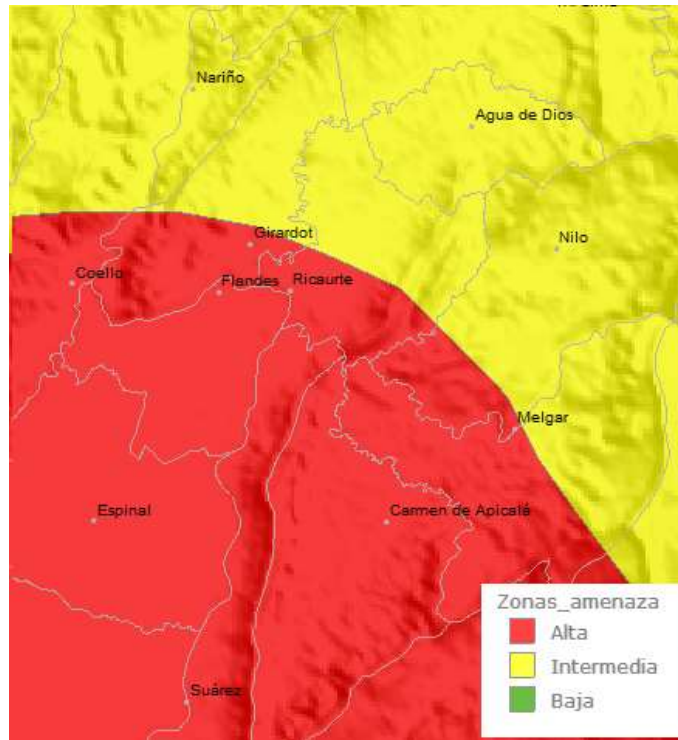 Nariño
Agua de Dios
Girardot
Nilo
Coello
Flandes
Ricaurte
Melgar
Espinal
Carmen de Apicalá
Suárez
Zonas_amenaza
Alta
Intermedia
Baja